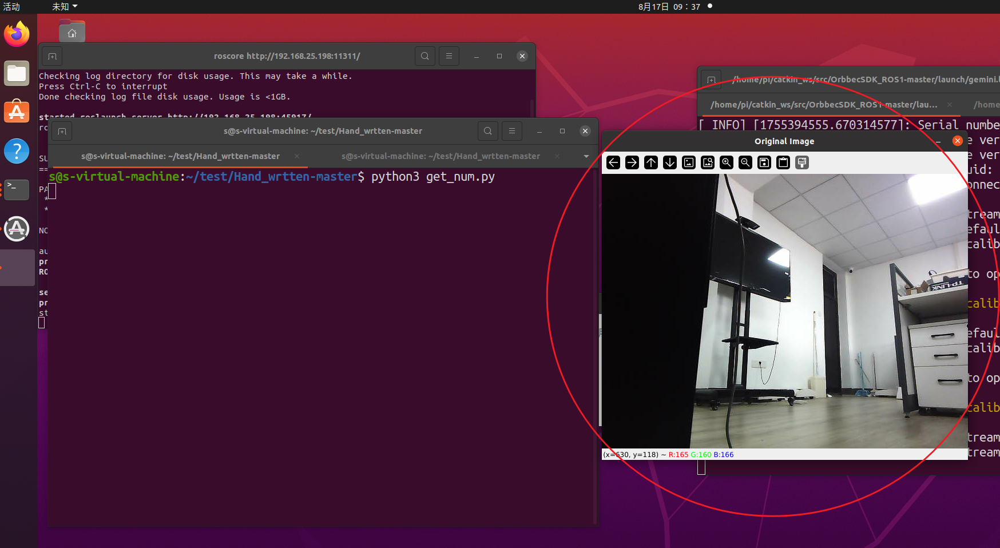 活动
未知
8月17日 09：37
roscore http://192.168.25.198:11311/
Checking log directory for disk usage. This may take a while.
Press Ctrl-C to interrupt
Done checking log file disk usage. Usage is <1GB.
started roslaunch server http://192.168.25.198:45917/
ro
SU
==
PA
*
*
NO
au
pr
RO
se
pr
st
s@s-virtual-machine: ~/test/Hand_wrtten-master
s@s-virtual-machine: ~/test/Hand_wrtten-master
s@s-virtual-machine: ~/test/Hand_wrtten-master
s@s-virtual-machine:~/test/Hand_wrtten-master$ python3 get_num.py
/home/pi/catkin_ws/src/OrbbecSDK_ROS1-master/launch/gemini.l
/home/pi/catkin_ws/src/OrbbecSDK_ROS1-master/lau...
/home
[ INFO] [1755394555.670314577]: Serial numbe
e ver
e ver
uid:
onnec
tream
efaul
calib
to op
calib
efaul
calib
to op
calib
tream
tream
Original Image
TP-LINK
(x=630, y=118) ~ R:165 G:160 B:166